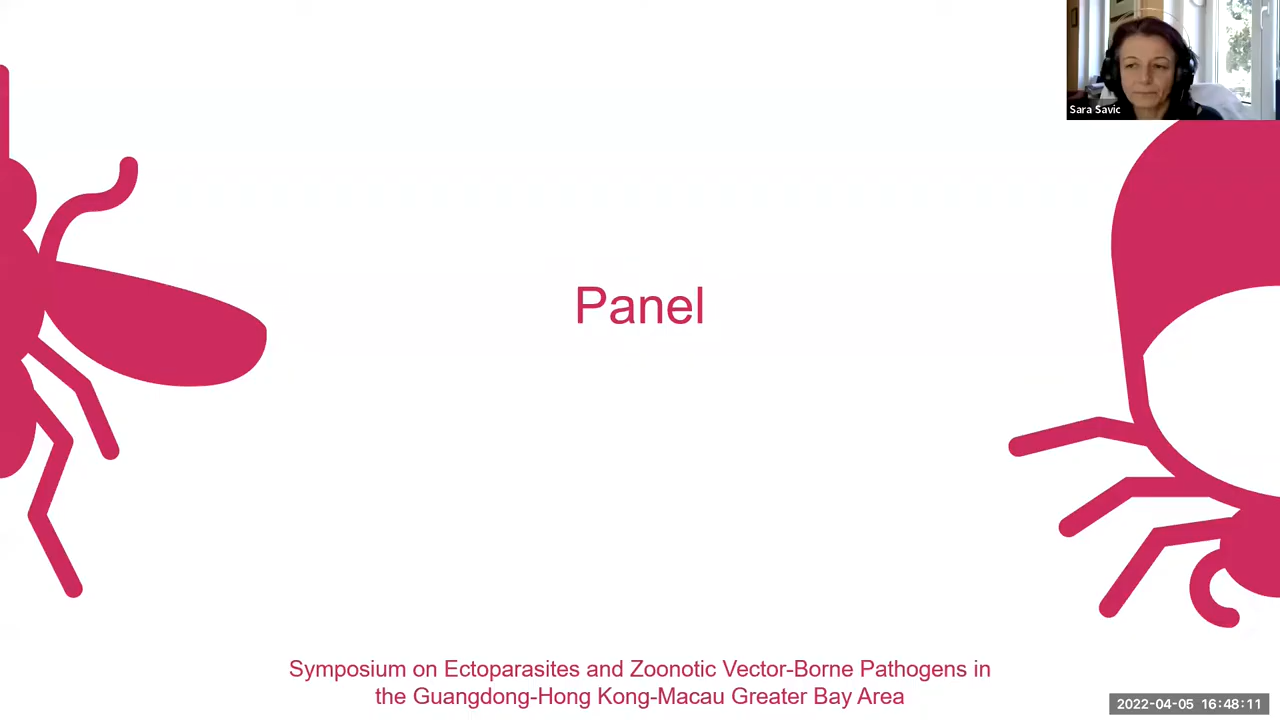 Sara Savic
Panel
Symposium on Ectoparasites and Zoonotic Vector-Borne Pathogens in
the Guangdong-Hong Kong-Macau Greater Bay Area
2022-04-05 16:48:11